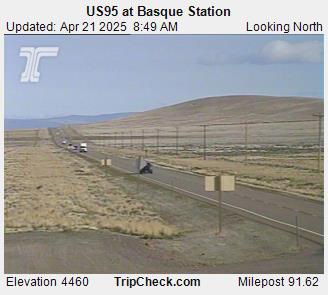 US95 at Basque Station
Updated: Apr 21 2025 8:49 AM Looking North
Elevation 4460 TripCheck.com Milepost 91.62